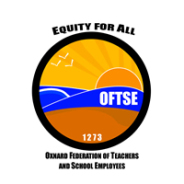 Equity for All
OFTSE
1273
Oxnard Federation of Teachers
and School Employees